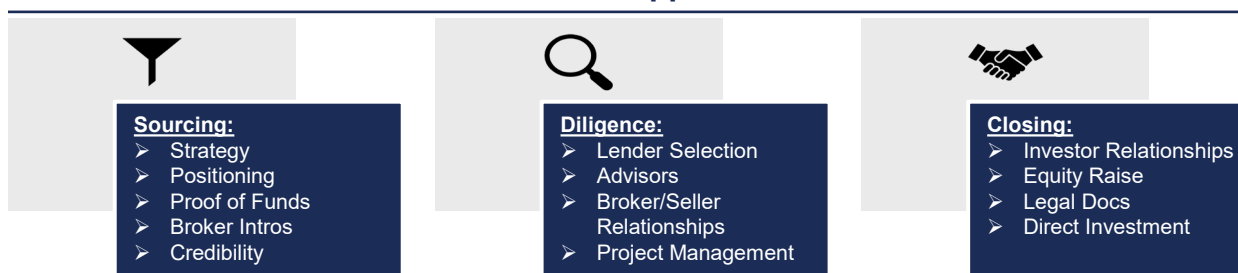 Sourcing:
➢ Strategy
➢ Positioning
➢ Proof of Funds
➢ Broker Intros
➢ Credibility
Diligence:
➢ Lender Selection
➢ Advisors
➢ Broker/Seller
Relationships
➢ Project Management
Closing:
➢ Investor Relationships
➢ Equity Raise
➢ Legal Docs
➢ Direct Investment